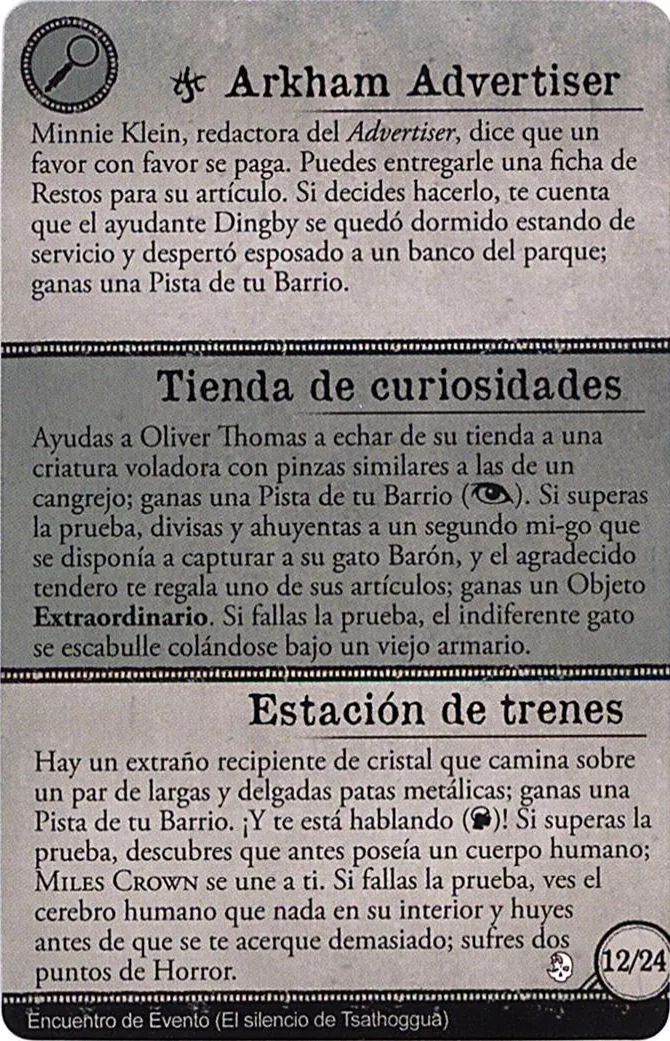 Arkham Advertiser
Minnie Klein, redactora del Advertiser, dice que un
favor con favor se paga. Puedes entregarle una ficha de
Restos para su artículo. Si decides hacerlo, te cuenta
que el ayudante Dingby se quedó dormido estando de
servicio y despertó esposado a un banco del parque;
ganas una Pista de tu Barrio.
Tienda de curiosidades
Ayudas a Oliver Thomas a echar de su tienda a una
criatura voladora con pinzas similares a las de un
cangrejo; ganas una Pista de tu Barrio (). Si superas
la prueba, divisas y ahuyentas a un segundo mi-go que
se disponía a capturar a su gato Barón, y el agradecido
tendero te regala uno de sus artículos; ganas un Objeto
Extraordinario. Si fallas la prueba, el indiferente gato
se escabulle colándose bajo un viejo armario.
Estación de trenes
Hay un extraño recipiente de cristal que camina sobre
un par de largas y delgadas patas metálicas; ganas una
Pista de tu Barrio. ¡Y te está hablando ()! Si superas la
prueba, descubres que antes poseía un cuerpo humano;
MILES CROWN se une a ti. Si fallas la prueba, ves el
cerebro humano que nada en su interior y huyes
antes de que se te acerque demasiado; sufres dos
puntos de Horror.
12/24
Encuentro de Evento (El silencio de Tsathoggua)